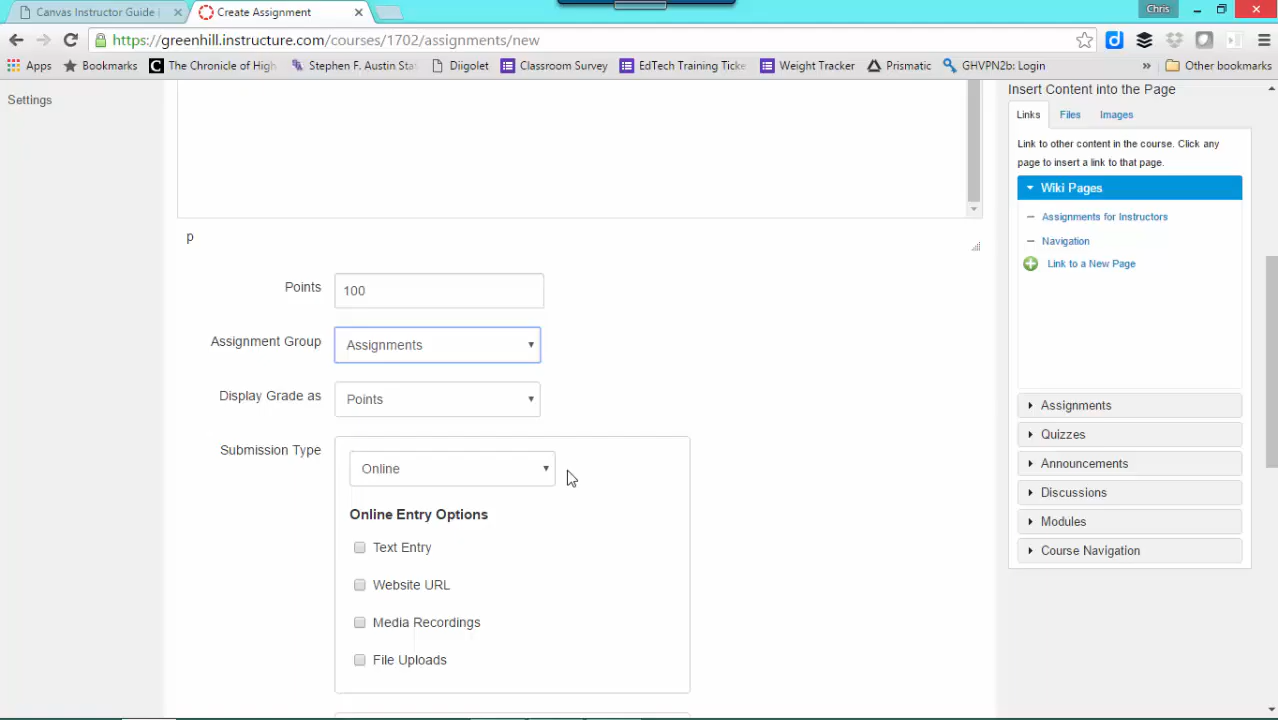 Canvas Instructor Guide
Create Assignment
Chris
https://greenhill.instructure.com/courses/1702/assignments/new
Apps
Bookmarks
The Chronicle of High
Stephen F. Austin Sta
Diigolet
Classroom Survey
EdTech Training Ticke
Weight Tracker
Prismatic
GHVPN2b: Login
»
Other bookmarks
Settings
p
Points
100
Assignment Group
Assignments
Display Grade as
Points
Submission Type
Online
Online Entry Options
Text Entry
Website URL
Media Recordings
File Uploads
Insert Content into the Page
Links Files Images
Link to other content in the course. Click any
page to insert a link to that page.
Wiki Pages
Assignments for Instructors
Navigation
Link to a New Page
Assignments
Quizzes
Announcements
Discussions
Modules
Course Navigation